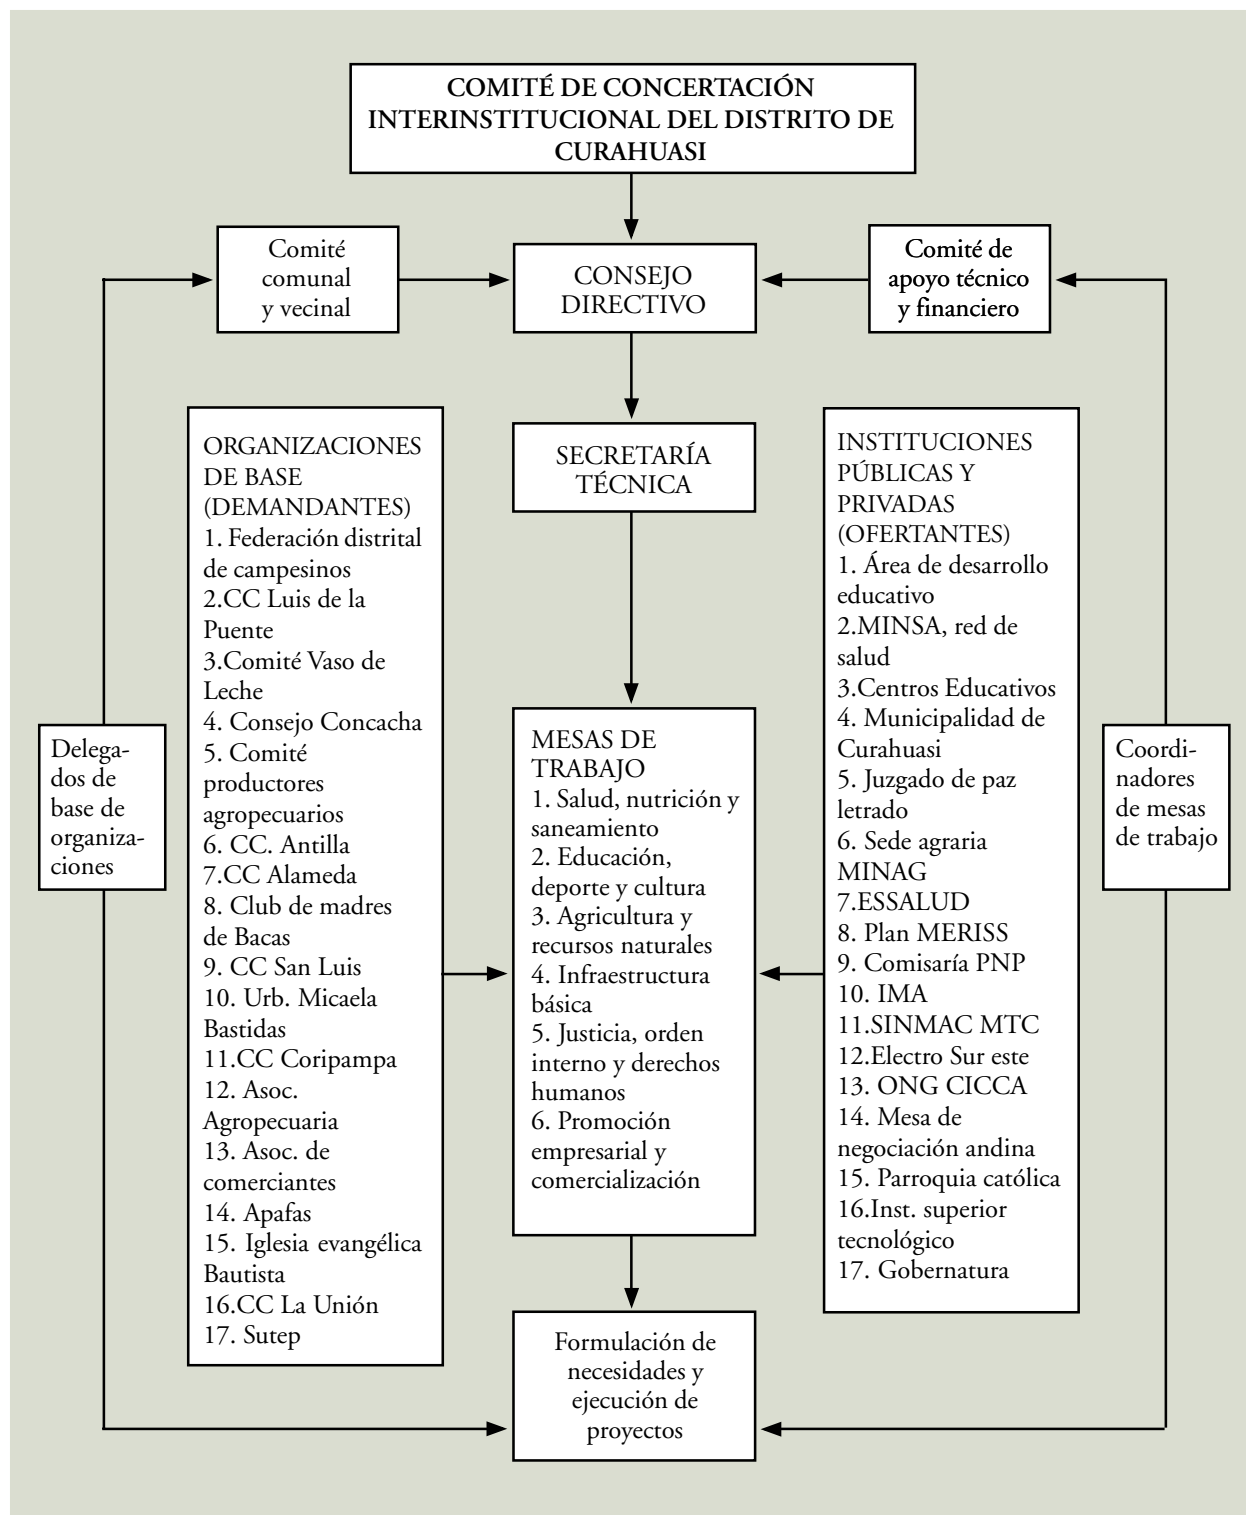 COMITÉ DE CONCERTACIÓN
INTERINSTITUCIONAL DEL DISTRITO DE
CURAHUASI
Comité
comunal
y vecinal
CONSEJO
DIRECTIVO
Comité de
apoyo técnico
y financiero
ORGANIZACIONES
DE BASE
(DEMANDANTES)
1. Federación distrital
de campesinos
2.CC Luis de la
Puente
3.Comité Vaso de
Leche
4. Consejo Concacha
5. Comité
productores
agropecuarios
6. CC. Antilla
7.CC Alameda
8. Club de madres
de Bacas
9. CC San Luis
10. Urb. Micaela
Bastidas
11.CC Coripampa
12. Asoc.
Agropecuaria
13. Asoc. de
comerciantes
14. Apafas
15. Iglesia evangélica
Bautista
16.CC La Unión
17. Sutep
SECRETARÍA
TÉCNICA
INSTITUCIONES
PÚBLICAS Y
PRIVADAS
(OFERTANTES)
1. Área de desarrollo
educativo
2.MINSA, red de
salud
3.Centros Educativos
4. Municipalidad de
Curahuasi
5. Juzgado de paz
letrado
6. Sede agraria
MINAG
7.ESSALUD
8. Plan MERISS
9. Comisaría PNP
10. IMA
11.SINMAC MTC
12.Electro Sur este
13. ONG CICCA
14. Mesa de
negociación andina
15. Parroquia católica
16.Inst. superior
tecnológico
17. Gobernatura
Delega-
dos de
base de
organiza-
ciones
MESAS DE
TRABAJO
1. Salud, nutrición y
saneamiento
2. Educación,
deporte y cultura
3. Agricultura y
recursos naturales
4. Infraestructura
básica
5. Justicia, orden
interno y derechos
humanos
6. Promoción
empresarial y
comercialización
Coordi-
nadores
de mesas
de trabajo
Formulación de
necesidades y
ejecución de
proyectos